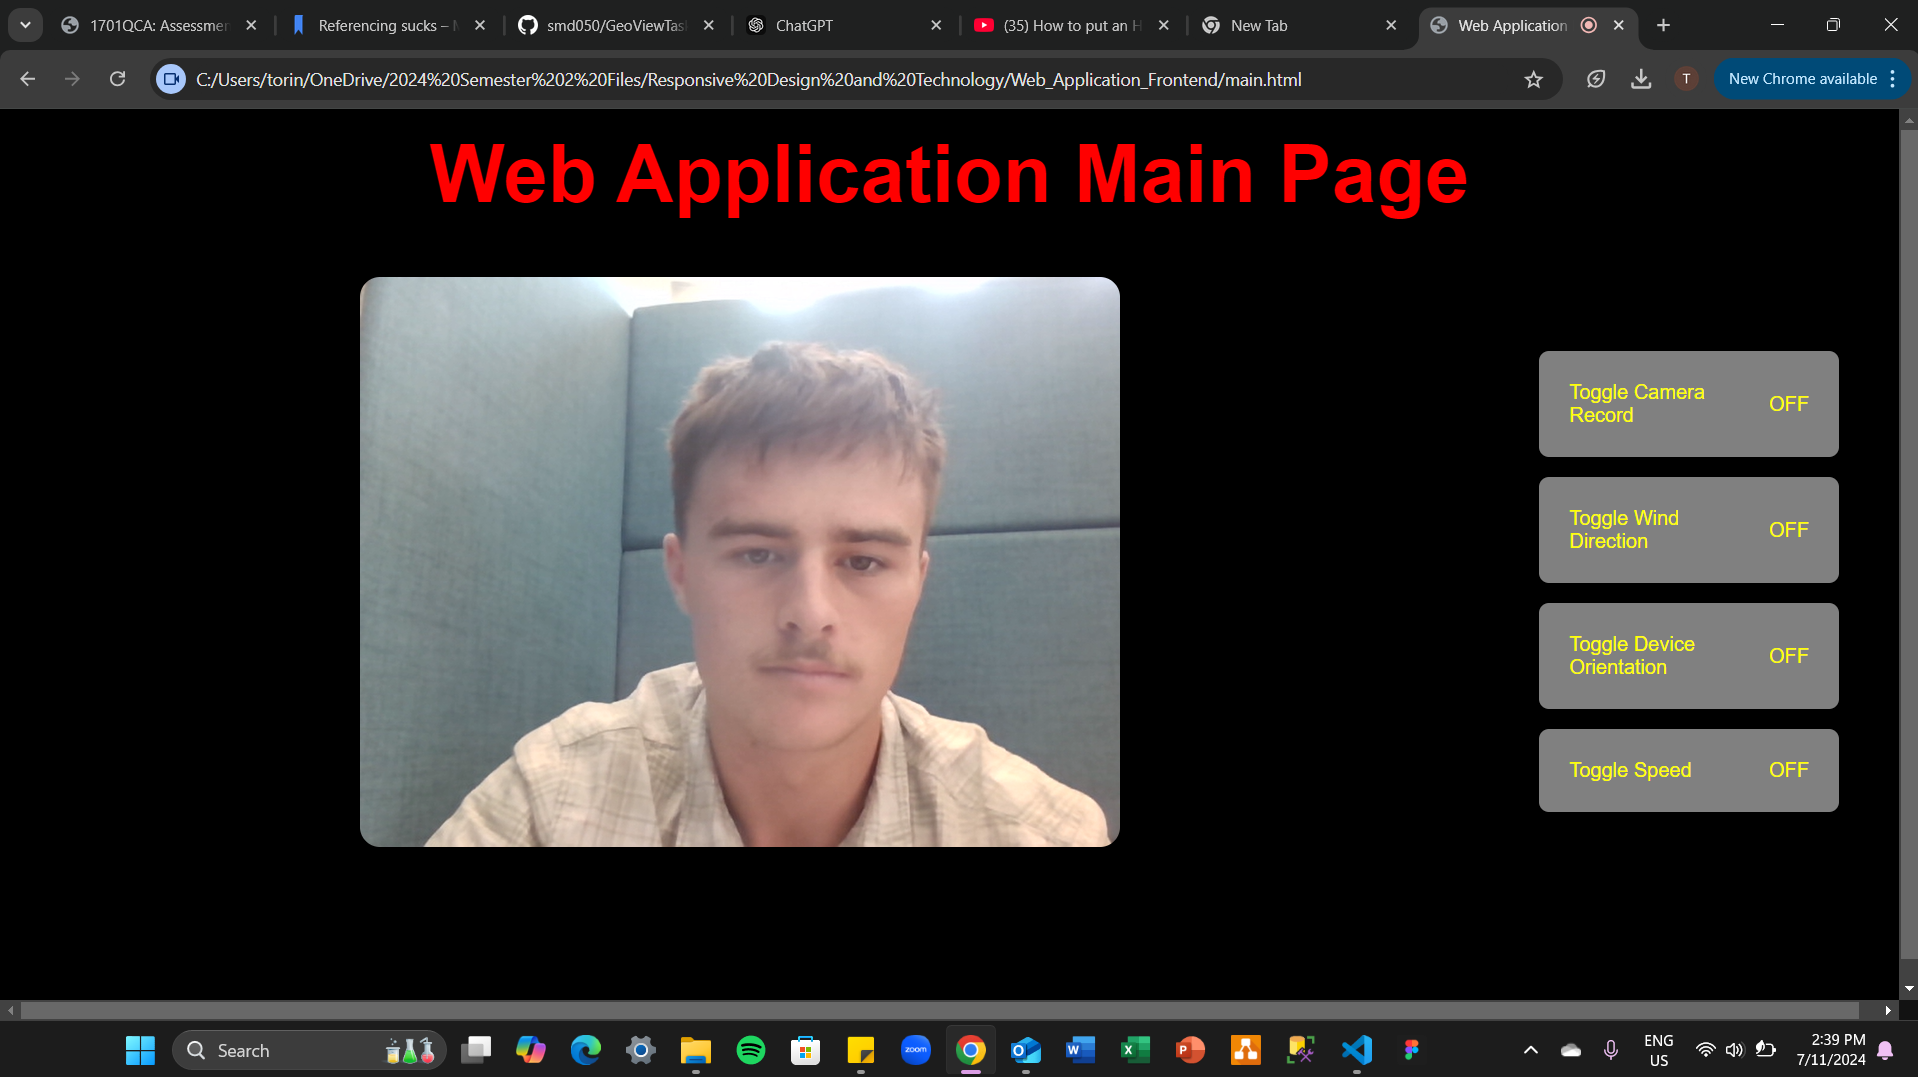 1701QCA: Assessmen
Referencing sucks – M
smd050/GeoViewTas
ChatGPT
(35) How to put an H
New Tab
Web Application
C:/Users/torin/OneDrive/2024%20Semester%202%20Files/Responsive%20Design%20and%20Technology/Web_Application_Frontend/main.html
T
New Chrome available
Web Application Main Page
Toggle Camera
Record
OFF
Toggle Wind
Direction
OFF
Toggle Device
Orientation
OFF
Toggle Speed
OFF
Search
zoom
ENG
US
2:39 PM
7/11/2024